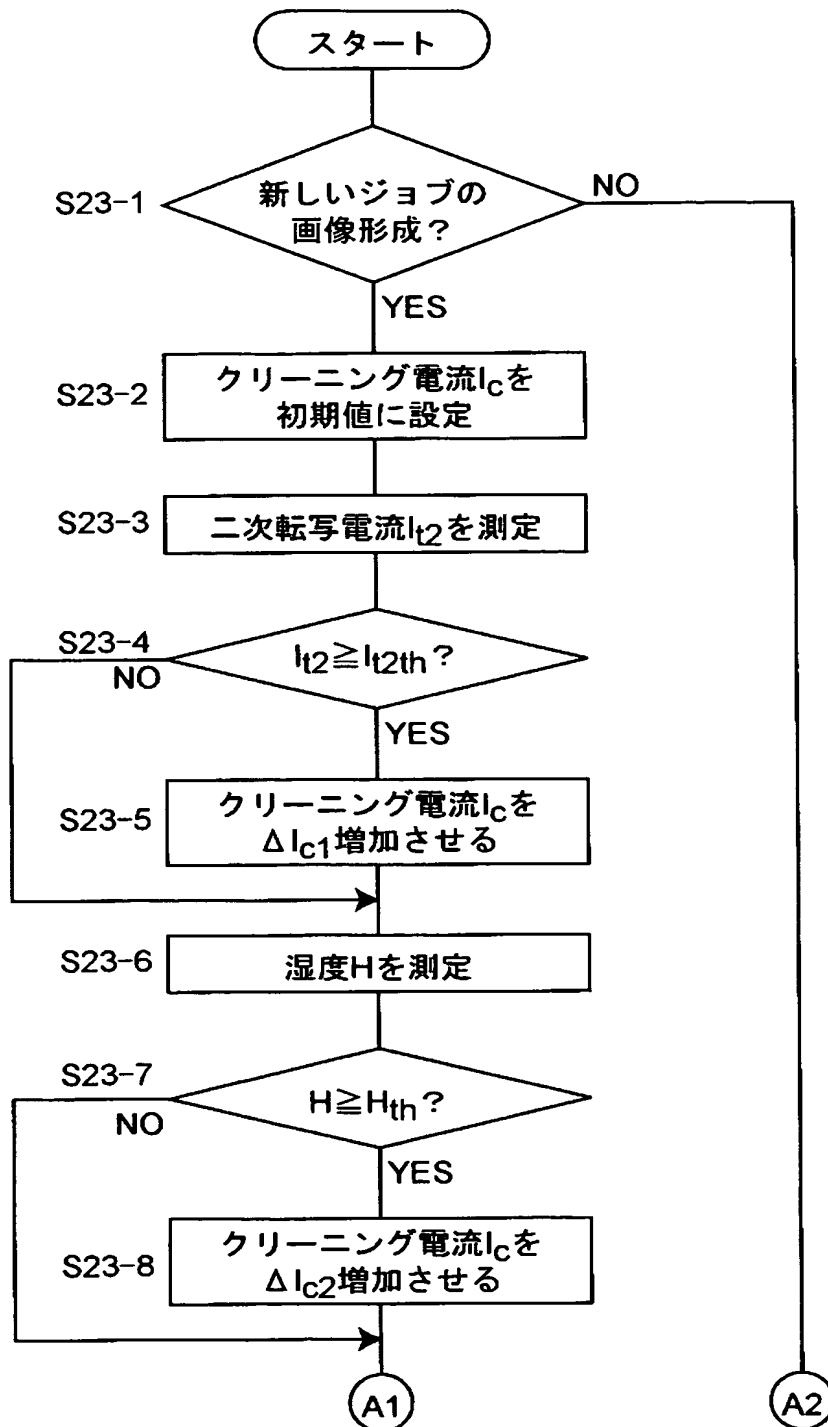 スタート
S23-1
新しいジョブの
画像形成？
NO
YES
S23-2
クリーニング電流Icを
初期値に設定
S23-3
二次転写電流It2を測定
S23-4
It2≧It2th？
NO
YES
S23-5
クリーニング電流Icを
ΔIc1増加させる
S23-6
湿度Hを測定
S23-7
H≧Hth？
NO
YES
S23-8
クリーニング電流Icを
ΔIc2増加させる
A1
A2